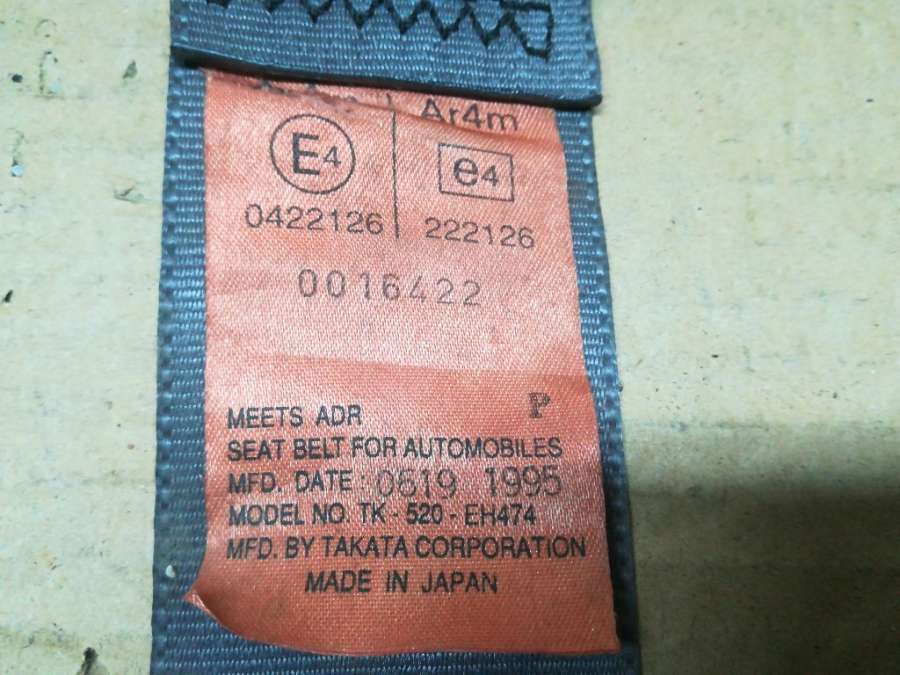 Ar4m
E4
e4
0422126
222126
0016422
P
MEETS ADR
SEAT BELT FOR AUTOMOBILES
MFD. DATE : 0619 1995
MODEL NO. TK - 520 - EH474
MFD. BY TAKATA CORPORATION
MADE IN JAPAN